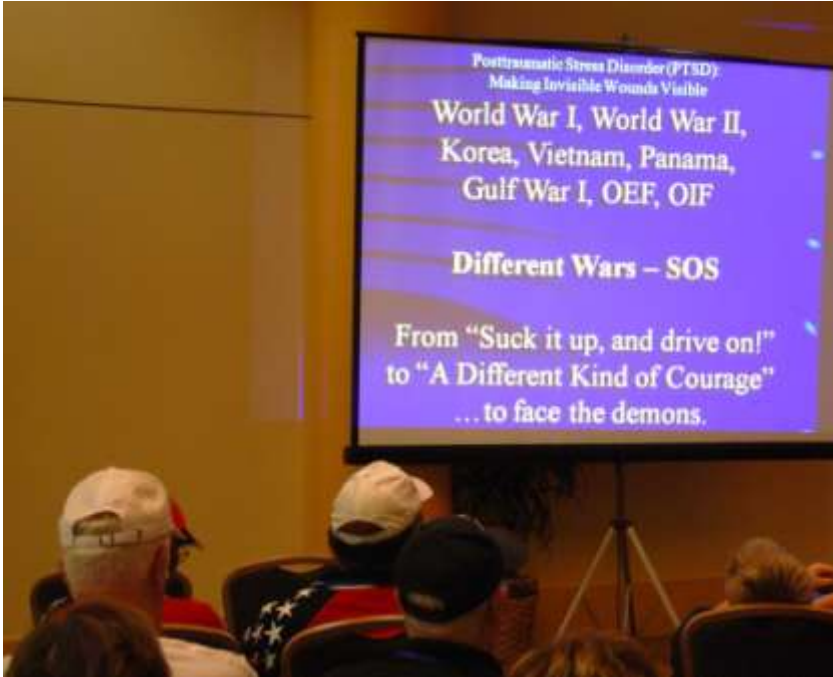 Posttraumatic Stress Disorder (PTSD):
Making Invisible Wounds Visible
World War I, World War II,
Korea, Vietnam, Panama,
Gulf War I, OEF, OIF
Different Wars – SOS
From “Suck it up, and drive on!”
to “A Different Kind of Courage”
…to face the demons.